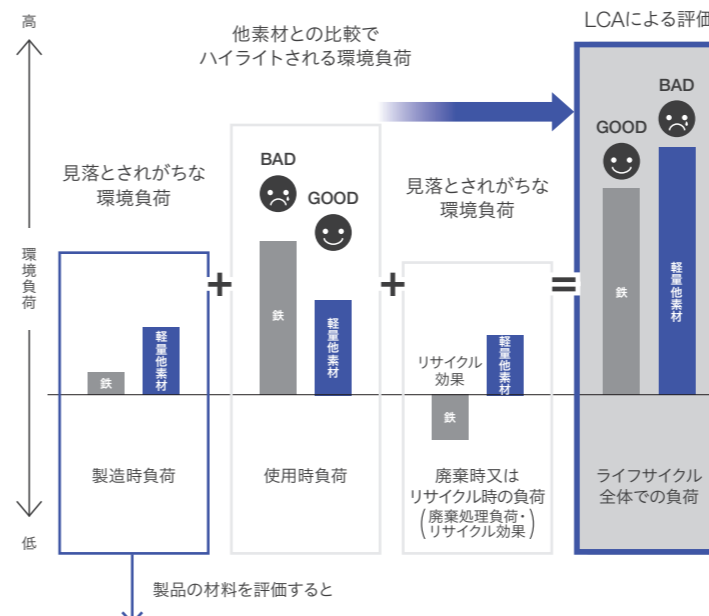 高
環境負荷
低
LCAによる評価
他素材との比較で
ハイライトされる環境負荷
見落とされがちな
環境負荷
鉄
軽量他素材
製造時負荷
+
BAD
GOOD
鉄
軽量他素材
使用時負荷
+
見落とされがちな
環境負荷
リサイクル
効果
鉄
軽量他素材
廃棄時又は
リサイクル時の負荷
(廃棄処理負荷・
リサイクル効果)
=
GOOD
BAD
鉄
軽量他素材
ライフサイクル
全体での負荷
製品の材料を評価すると